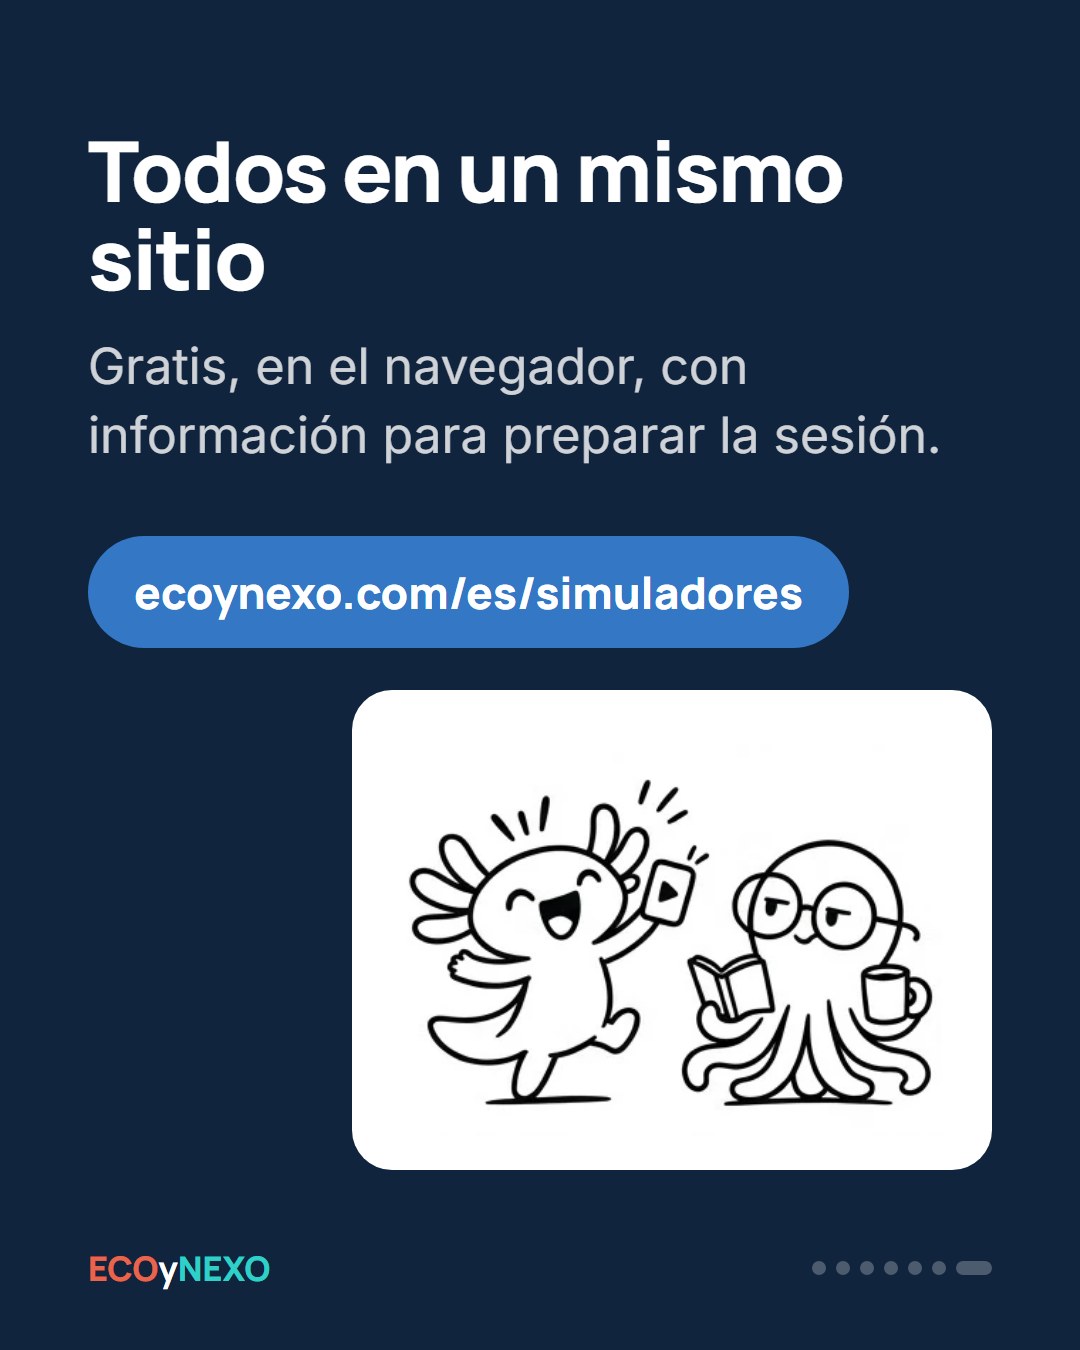 Todos en un mismo
sitio
Gratis, en el navegador, con
información para preparar la sesión.
ecoynexo.com/es/simuladores
ECOyNEXO